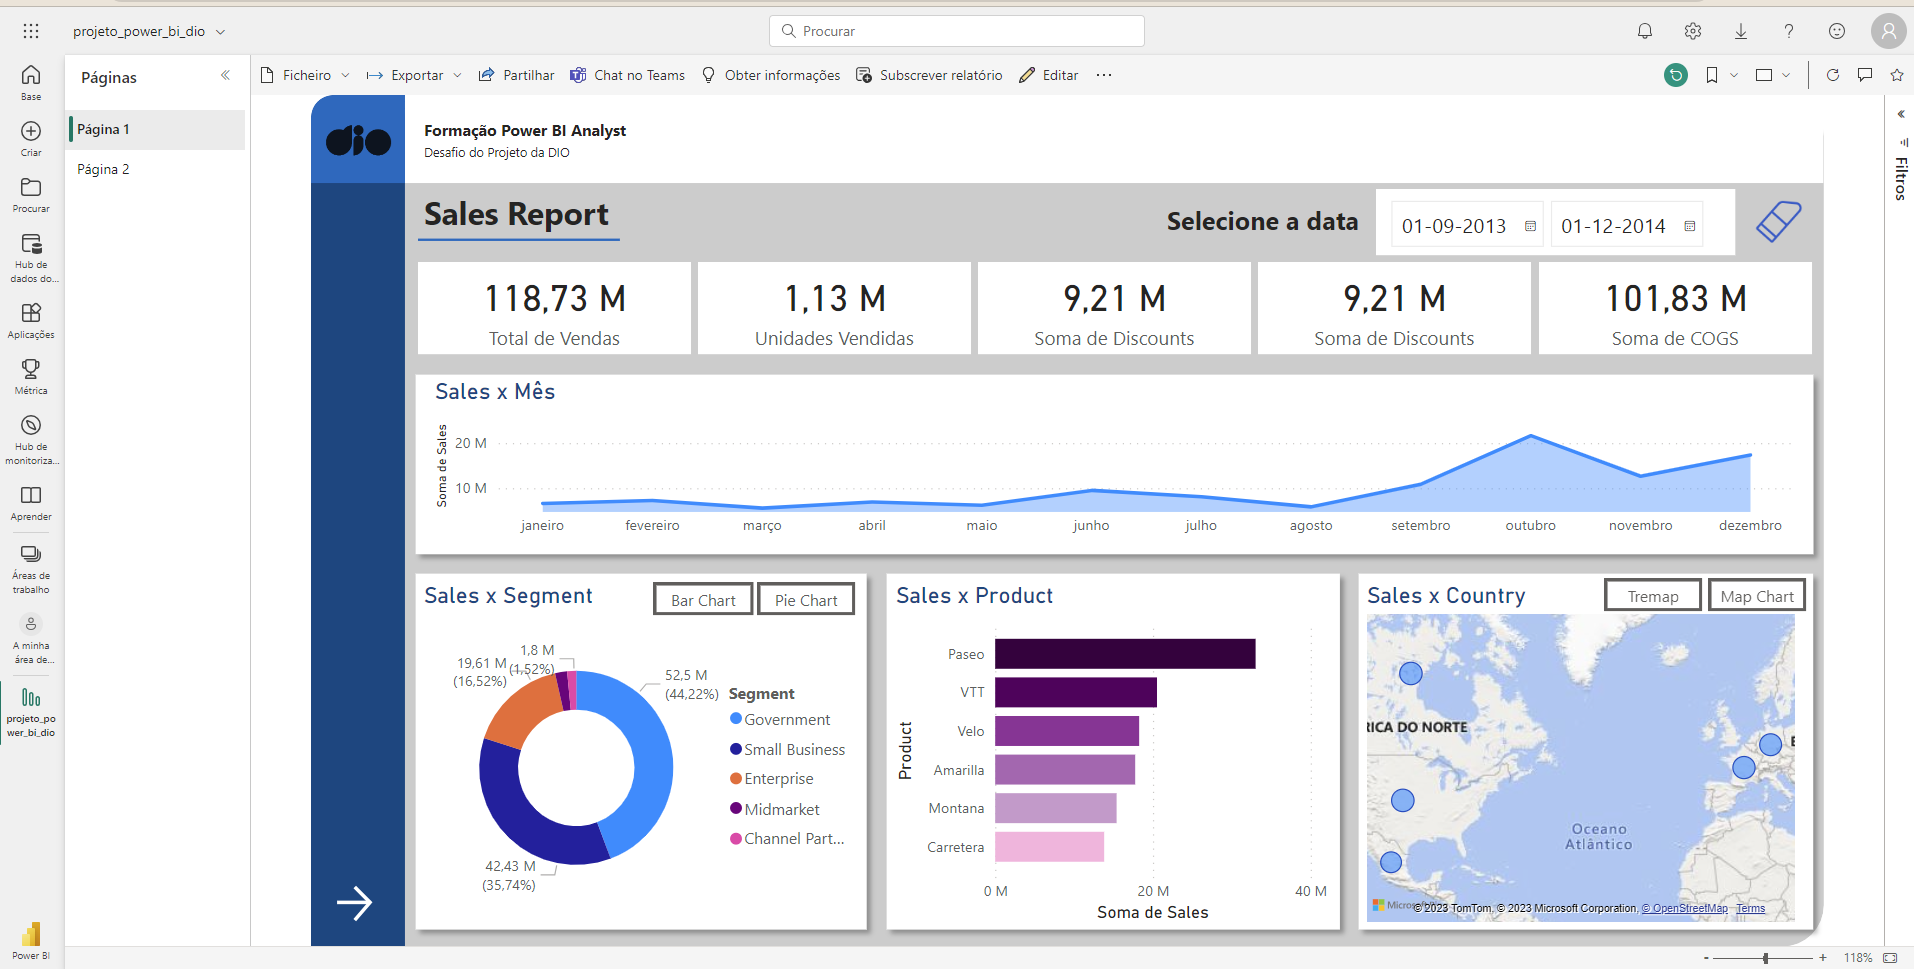 projeto_power_bi_dio
Procurar
Base
Criar
Procurar
Hub de
dados do...
Aplicações
Métrica
Hub de
monitoriza...
Aprender
Áreas de
trabalho
A minha
área de...
projeto_po
wer_bi_dio
Power BI
Páginas
Página 1
Página 2
Ficheiro
Exportar
Partilhar
Chat no Teams
Obter informações
Subscrever relatório
Editar
Filtros
dio
Formação Power BI Analyst
Desafio do Projeto da DIO
Sales Report
Selecione a data
01-09-2013
01-12-2014
118,73 M
Total de Vendas
1,13 M
Unidades Vendidas
9,21 M
Soma de Discounts
9,21 M
Soma de Discounts
101,83 M
Soma de COGS
Sales x Mês
Soma de Sales
20 M
10 M
janeiro fevereiro março abril maio junho julho agosto setembro outubro novembro dezembro
Sales x Segment
Bar Chart
Pie Chart
1,8 M
(1,52%)
19,61 M
(16,52%)
52,5 M
(44,22%)
42,43 M
(35,74%)
Segment
Government
Small Business
Enterprise
Midmarket
Channel Part...
Sales x Product
Product
Paseo
VTT
Velo
Amarilla
Montana
Carretera
0 M 20 M 40 M
Soma de Sales
Sales x Country
Tremap
Map Chart
RICA DO NORTE
E
Oceano
Atlântico
© 2023 TomTom, © 2023 Microsoft Corporation, © OpenStreetMap Terms
- + 118%